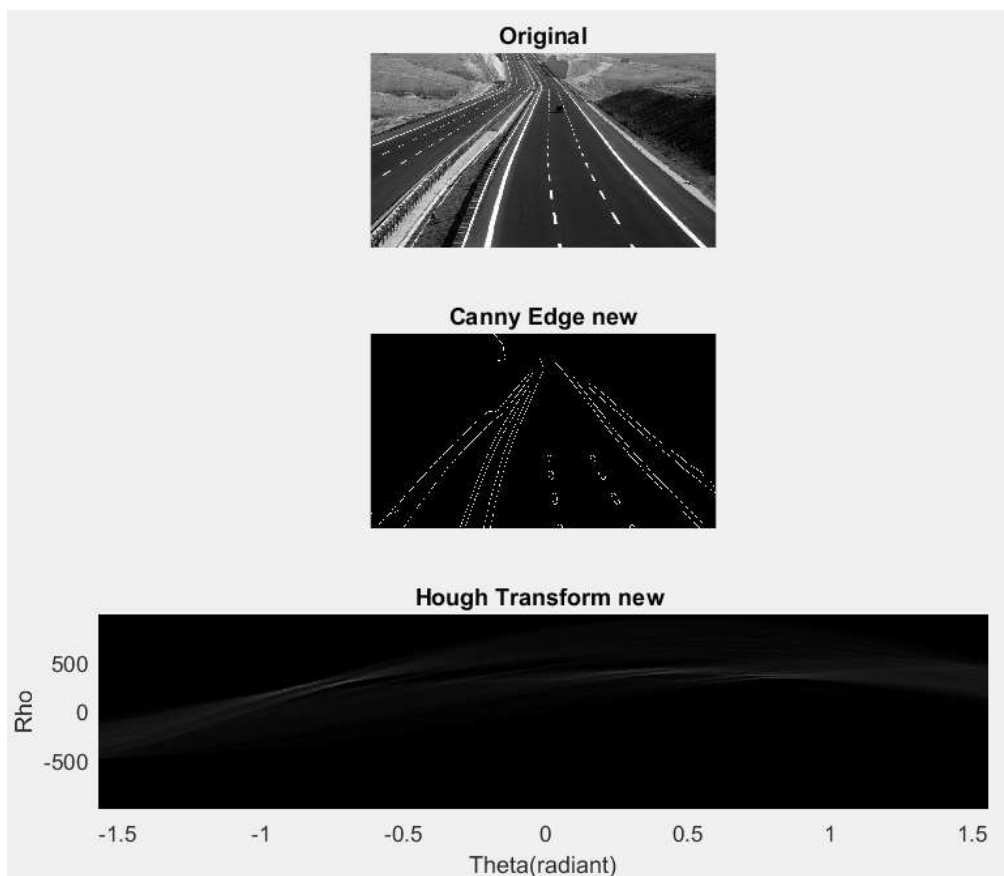 Original
Canny Edge new
Hough Transform new
500
0
-500
Rho
-1.5 -1 -0.5 0 0.5 1 1.5
Theta(radiant)